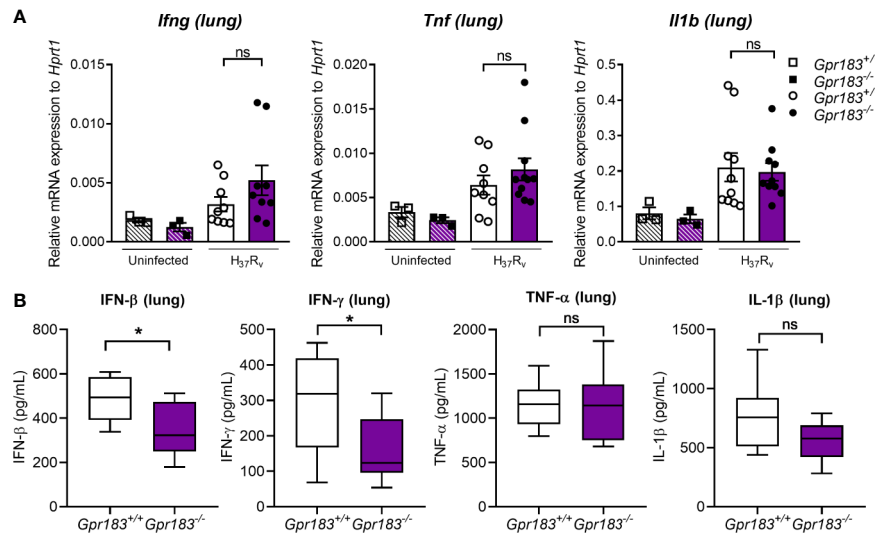 A
Ifng (lung)
Tnf (lung)
Il1b (lung)
Relative mRNA expression to Hprt1
0.015
0.010
0.005
0.000
ns
Uninfected
H37Rv
Relative mRNA expression to Hprt1
0.020
0.015
0.010
0.005
0.000
ns
Uninfected
H37Rv
Relative mRNA expression to Hprt1
0.5
0.4
0.3
0.2
0.1
0.0
ns
Uninfected
H37Rv
Gpr183+/
Gpr183-/-
Gpr183+/
Gpr183-/-
B
IFN-β (lung)
IFN-β (pg/mL)
800
600
400
200
0
*
Gpr183+/+ Gpr183-/-
IFN-γ (lung)
IFN-γ (pg/mL)
500
400
300
200
100
0
*
Gpr183+/+ Gpr183-/-
TNF-α (lung)
TNF-α (pg/mL)
2000
1500
1000
500
0
ns
Gpr183+/+ Gpr183-/-
IL-1β (lung)
IL-1β (pg/mL)
1500
1000
500
0
ns
Gpr183+/+ Gpr183-/-